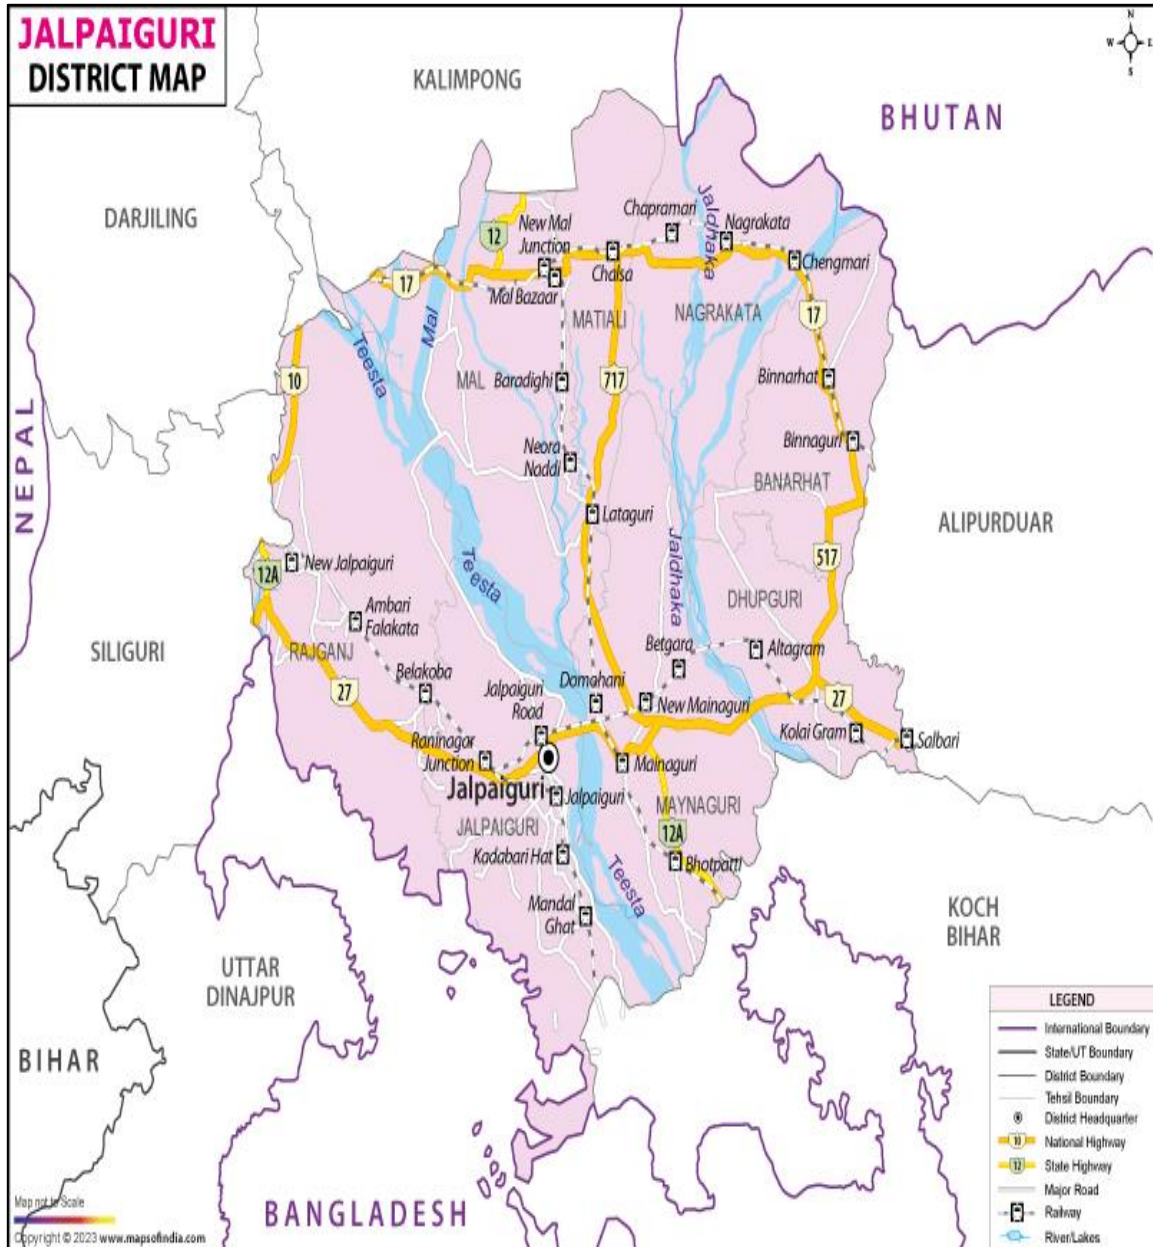 JALPAIGURI
DISTRICT MAP
N
W
E
S
KALIMPONG
BHUTAN
DARJILING
Chapramari
Jaldhaka
Nagrakata
12
New Mal
Junction
Chalsa
Chengmari
17
Mal Bazaar
Mal
MATIALI
NAGRAKATA
17
Teesta
10
MAL
Baradighi
717
Binnarhat
NEPAL
Neora
Naddi
Binnaguri
BANARHAT
Lataguri
ALIPURDUAR
Teesta
Jaldhaka
517
12A
New Jalpaiguri
Ambari
Falakata
DHUPGURI
SILIGURI
RAJGANJ
Betgara
Altagram
Belakoba
27
Jalpaiguri
Road
Domohani
New Mainaguri
27
Kolai Gram
Salbari
Raninagar
Junction
Mainaguri
Jalpaiguri
Jalpaiguri
MAYNAGURI
JALPAIGURI
12A
Kadabari Hat
Bhotpatti
Teesta
Mandal
Ghat
KOCH
BIHAR
UTTAR
DINAJPUR
BIHAR
BANGLADESH
LEGEND
International Boundary
State/UT Boundary
District Boundary
Tehsil Boundary
District Headquarter
10 National Highway
12 State Highway
Major Road
Railway
River/Lakes
Map not to Scale
Copyright © 2023 www.mapsofindia.com